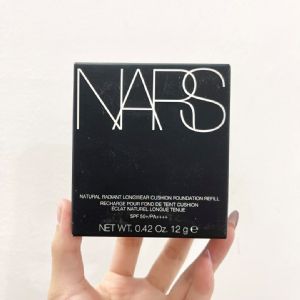 NARS
NATURAL RADIANT LONGWEAR CUSHION FOUNDATION REFILL
RECHARGE POUR FOND DE TEINT CUSHION
ÉCLAT NATUREL LONGUE TENUE
SPF 50+/PA++++
NET WT. 0.42 Oz. 12 g ℮